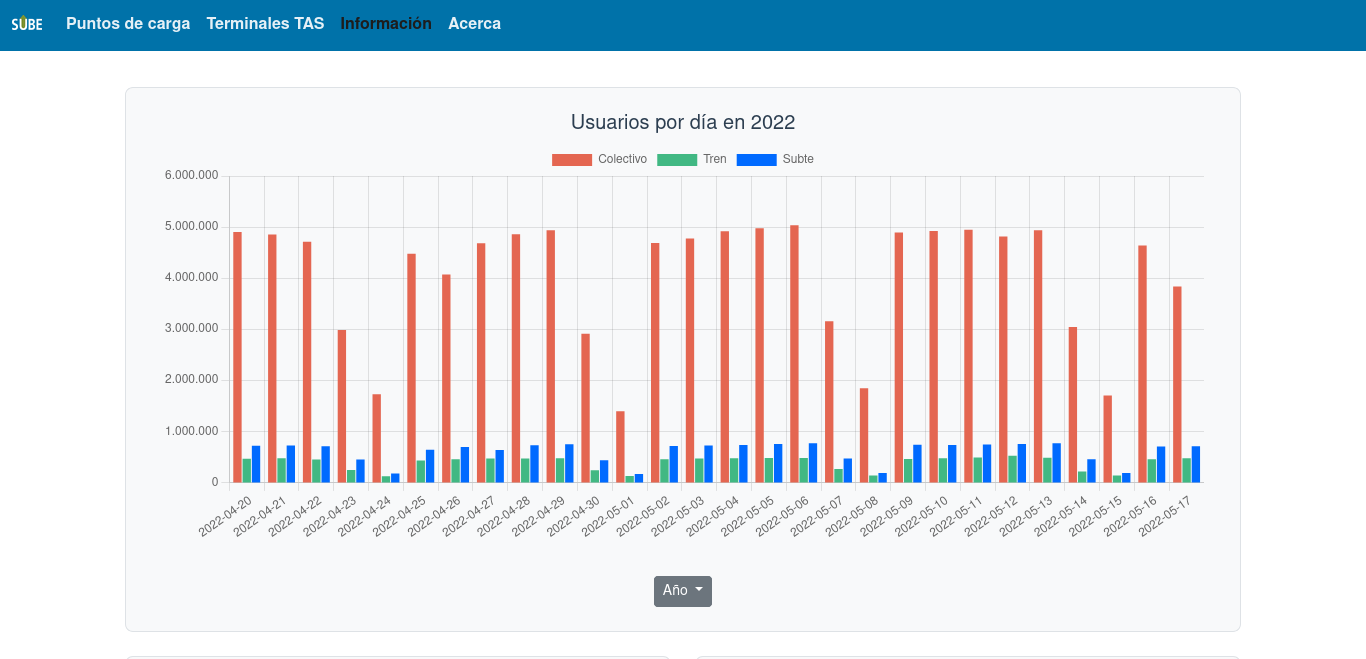 SUBE Puntos de carga Terminales TAS Información Acerca
Usuarios por día en 2022
Colectivo Tren Subte
6.000.000
5.000.000
4.000.000
3.000.000
2.000.000
1.000.000
0
2022-04-20 2022-04-21 2022-04-22 2022-04-23 2022-04-24 2022-04-25 2022-04-26 2022-04-27 2022-04-28 2022-04-29 2022-04-30 2022-05-01 2022-05-02 2022-05-03 2022-05-04 2022-05-05 2022-05-06 2022-05-07 2022-05-08 2022-05-09 2022-05-10 2022-05-11 2022-05-12 2022-05-13 2022-05-14 2022-05-15 2022-05-16 2022-05-17
Año